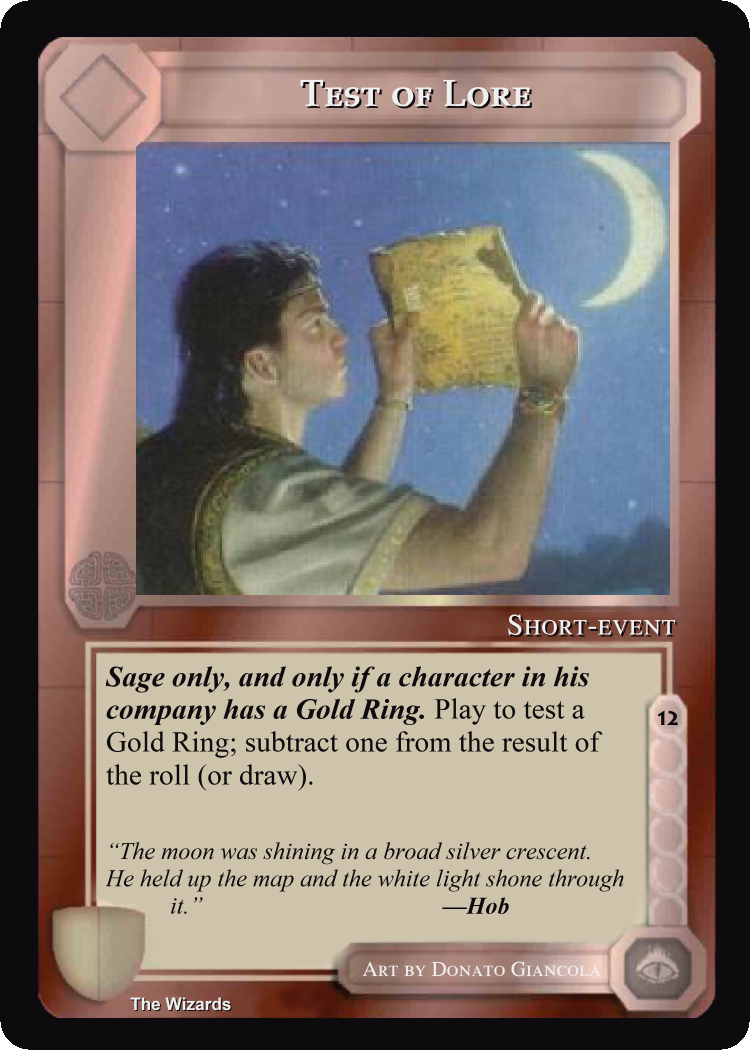 Test of Lore
Short-event
Sage only, and only if a character in his
company has a Gold Ring. Play to test a
Gold Ring; subtract one from the result of
the roll (or draw).
12
“The moon was shining in a broad silver crescent.
He held up the map and the white light shone through
it.” —Hob
Art by Donato Giancola
The Wizards